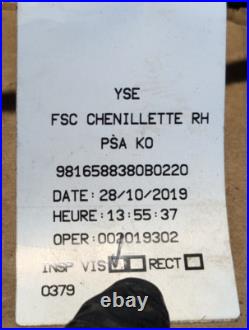 YSE
FSC CHENILLETTE RH
PSA KO
9816588380B0220
DATE: 28/10/2019
HEURE: 13:55:37
OPER: 002019302
INSP VIS RECT
0379